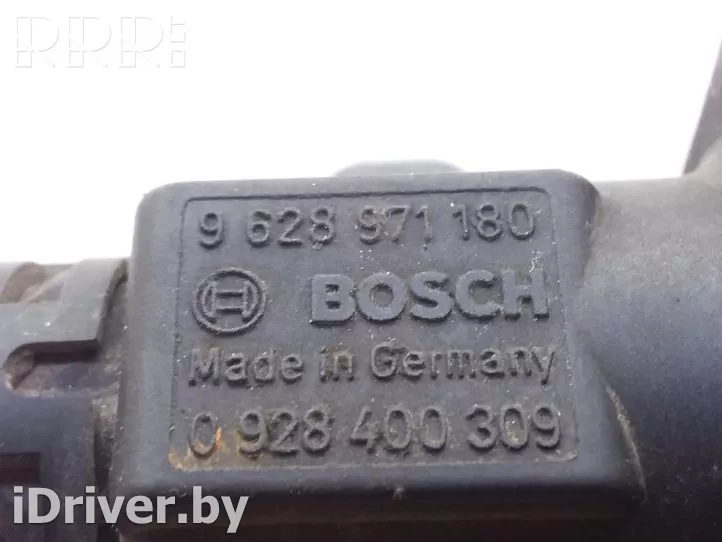 RRR
9 628 971 180
BOSCH
Made in Germany
0 928 400 309
iDriver.by